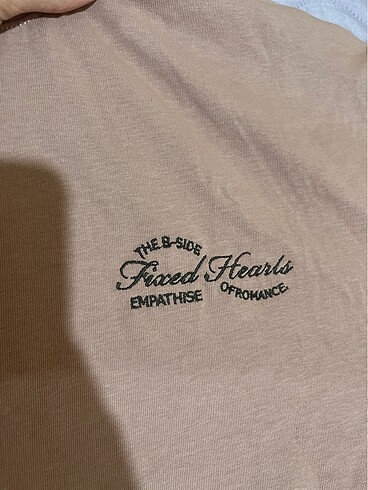 THE B-SIDE
Fixed Hearts
EMPATHISE OFROMANCE.